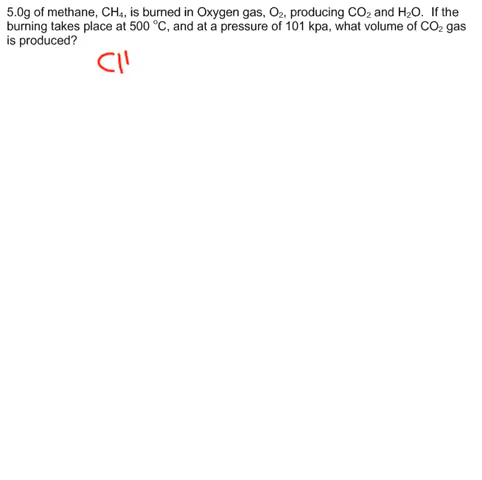 5.0g of methane, CH₄, is burned in Oxygen gas, O₂, producing CO₂ and H₂O.  If the
burning takes place at 500 °C, and at a pressure of 101 kpa, what volume of CO₂ gas
is produced?